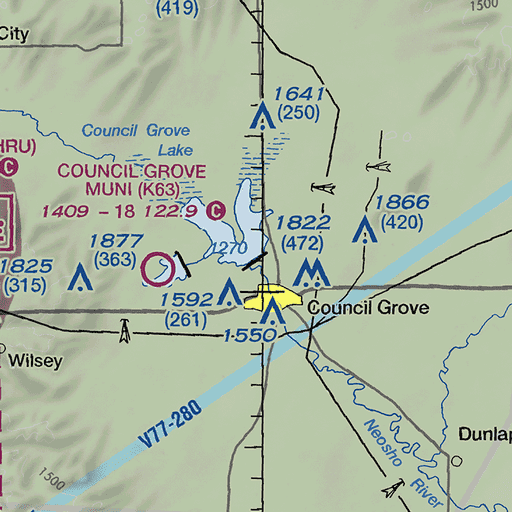 (419)
1500
City
1641
(250)
Council Grove
Lake
HRU)
C
COUNCIL GROVE
MUNI (K63)
1409 - 18 122.9 C
1866
(420)
1822
(472)
1877
(363)
1270
1825
(315)
1592
(261)
Council Grove
1550
Wilsey
V77-280
Neosho
River
Dunlap
1500